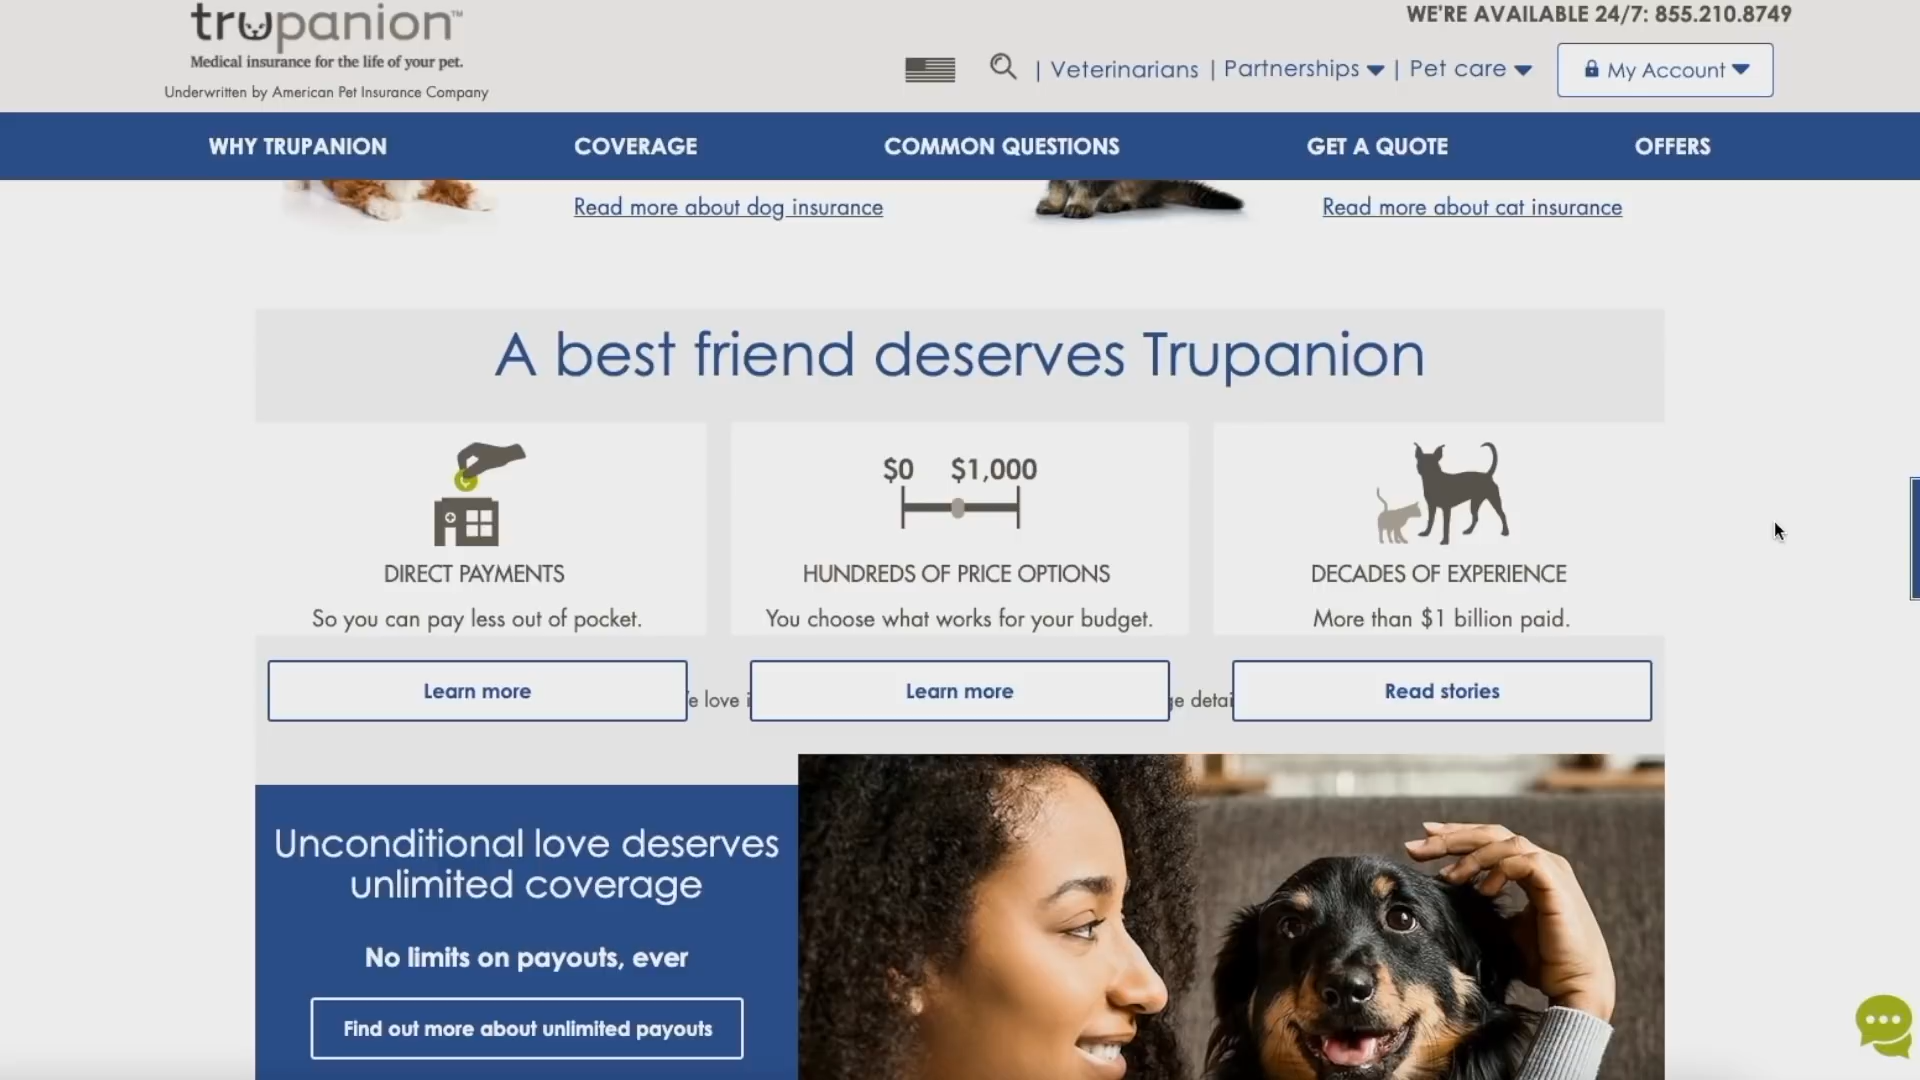 trupanion™
Medical insurance for the life of your pet.
Underwritten by American Pet Insurance Company
WE'RE AVAILABLE 24/7: 855.210.8749
| Veterinarians | Partnerships | Pet care
My Account
WHY TRUPANION COVERAGE COMMON QUESTIONS GET A QUOTE OFFERS
Read more about dog insurance
Read more about cat insurance
A best friend deserves Trupanion
DIRECT PAYMENTS
So you can pay less out of pocket.
Learn more
$0 $1,000
HUNDREDS OF PRICE OPTIONS
You choose what works for your budget.
Learn more
DECADES OF EXPERIENCE
More than $1 billion paid.
Read stories
love
Unconditional love deserves
unlimited coverage
No limits on payouts, ever
Find out more about unlimited payouts